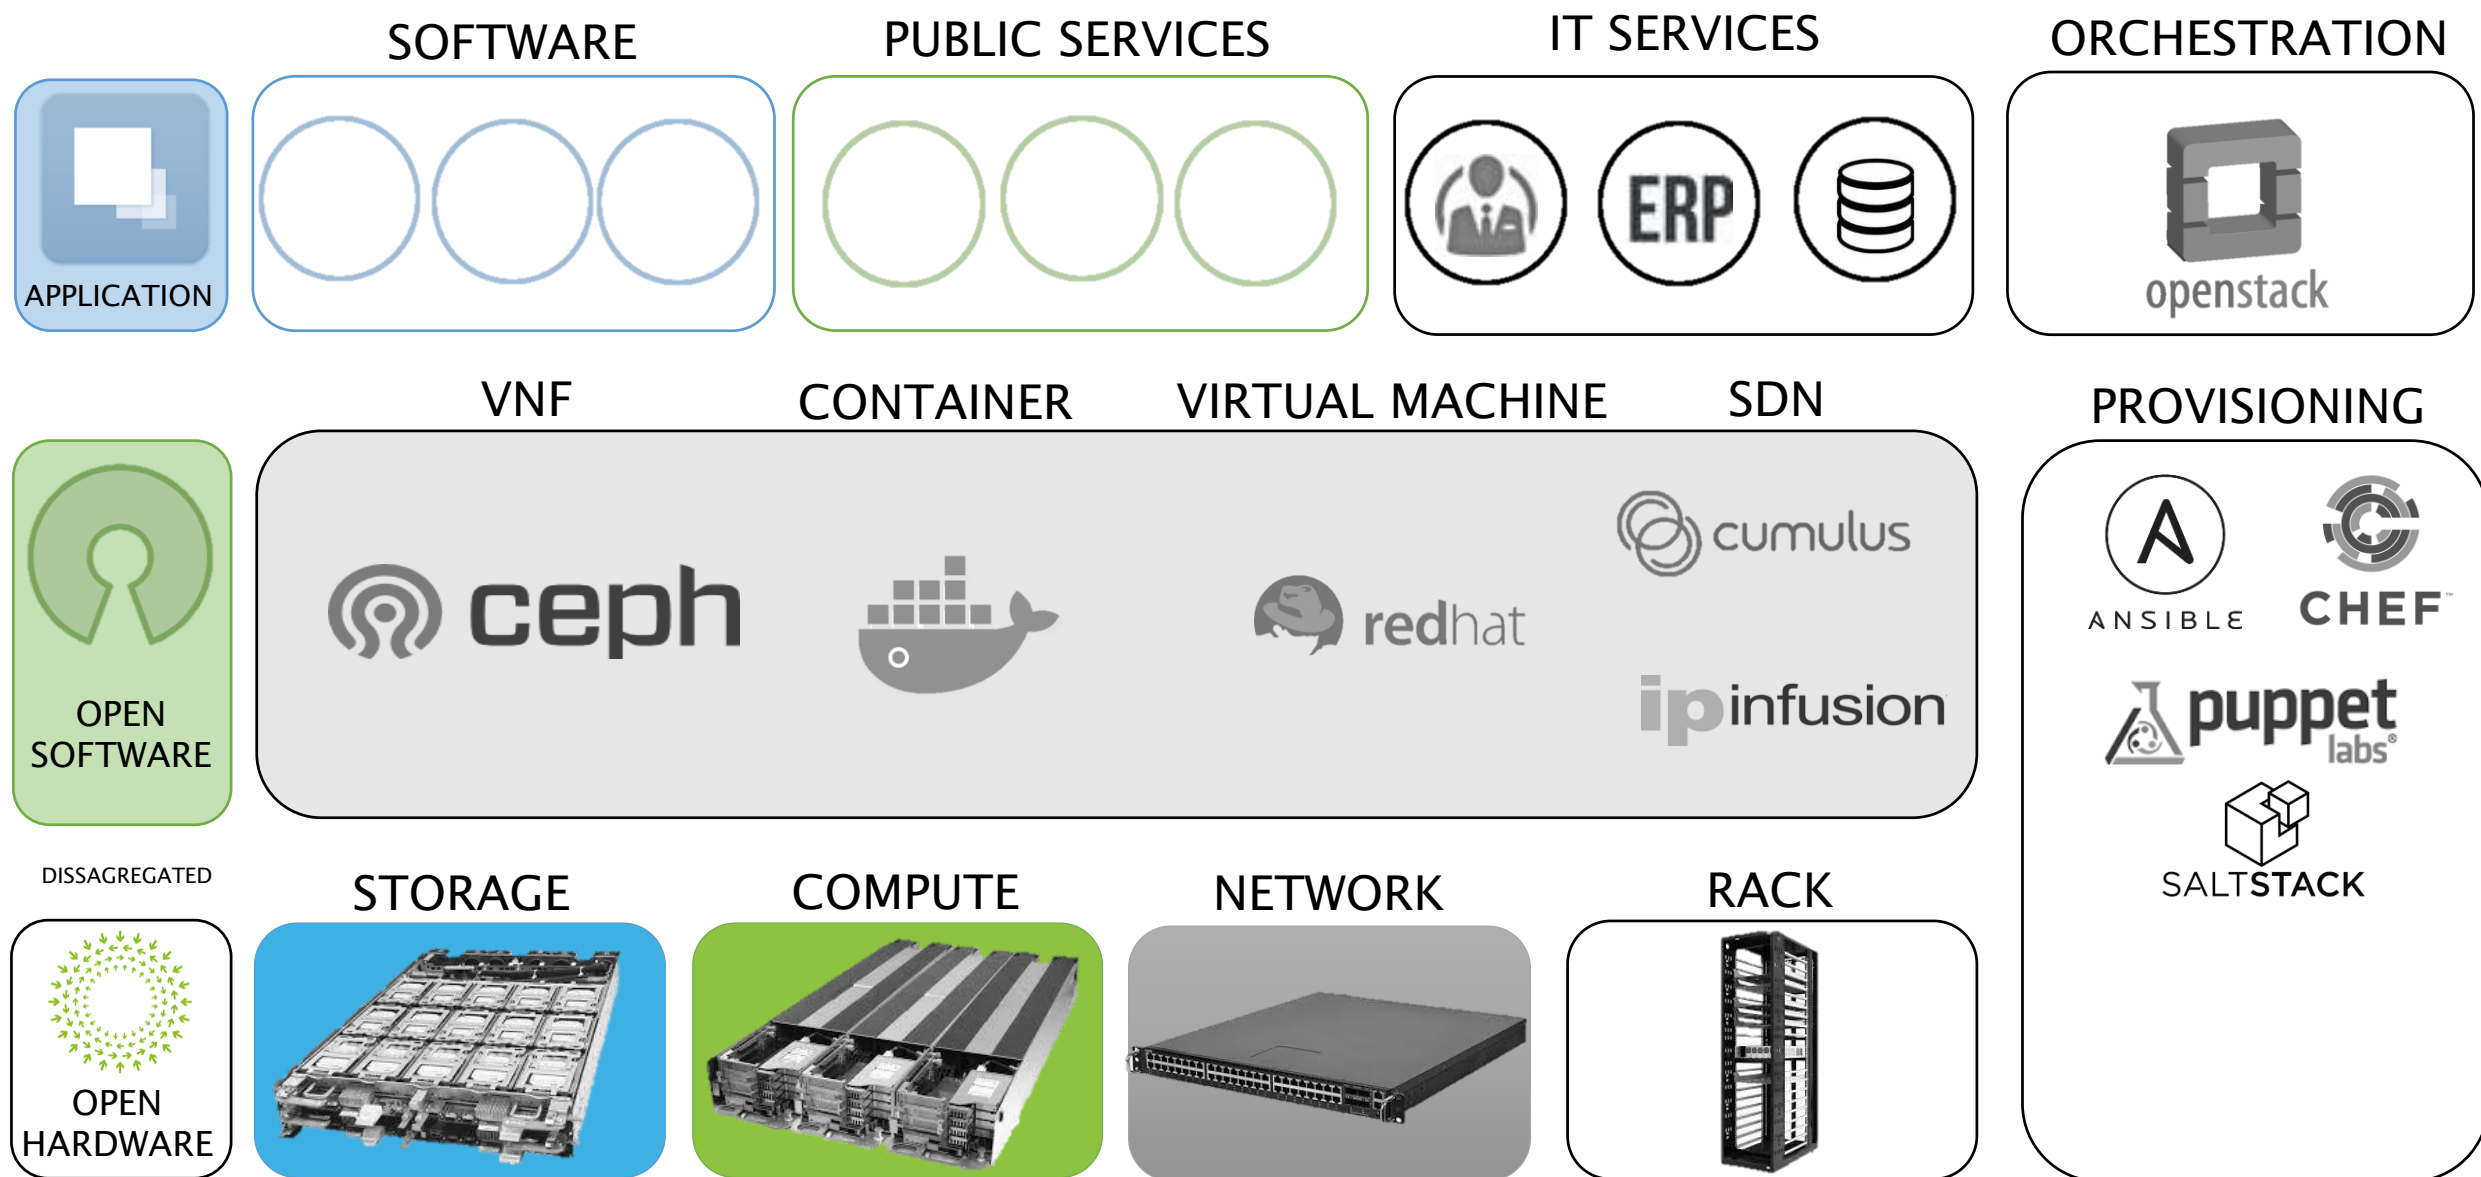 SOFTWARE
PUBLIC SERVICES
IT SERVICES
ORCHESTRATION
APPLICATION
ERP
openstack
VNF
CONTAINER
VIRTUAL MACHINE
SDN
PROVISIONING
OPEN
SOFTWARE
ceph
redhat
cumulus
ipinfusion
ANSIBLE
CHEF™
puppet
labs®
SALTSTACK
DISSAGREGATED
STORAGE
COMPUTE
NETWORK
RACK
OPEN
HARDWARE